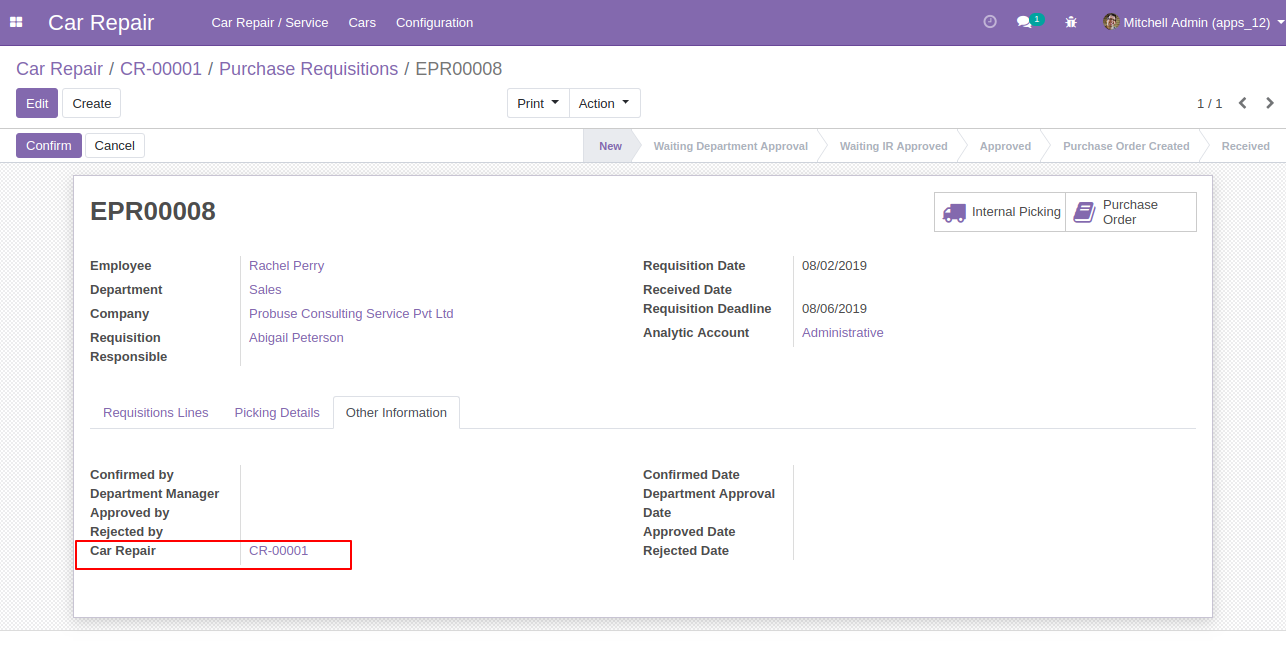 Car Repair
Car Repair / Service Cars Configuration
1
Mitchell Admin (apps_12)
Car Repair / CR-00001 / Purchase Requisitions / EPR00008
Edit Create
Print Action
1 / 1
Confirm Cancel
New Waiting Department Approval Waiting IR Approved Approved Purchase Order Created Received
EPR00008
Internal Picking
Purchase
Order
Employee Rachel Perry
Department Sales
Company Probuse Consulting Service Pvt Ltd
Requisition Abigail Peterson
Responsible
Requisition Date 08/02/2019
Received Date
Requisition Deadline 08/06/2019
Analytic Account Administrative
Requisitions Lines Picking Details Other Information
Confirmed by
Department Manager
Approved by
Rejected by
Car Repair CR-00001
Confirmed Date
Department Approval
Date
Approved Date
Rejected Date